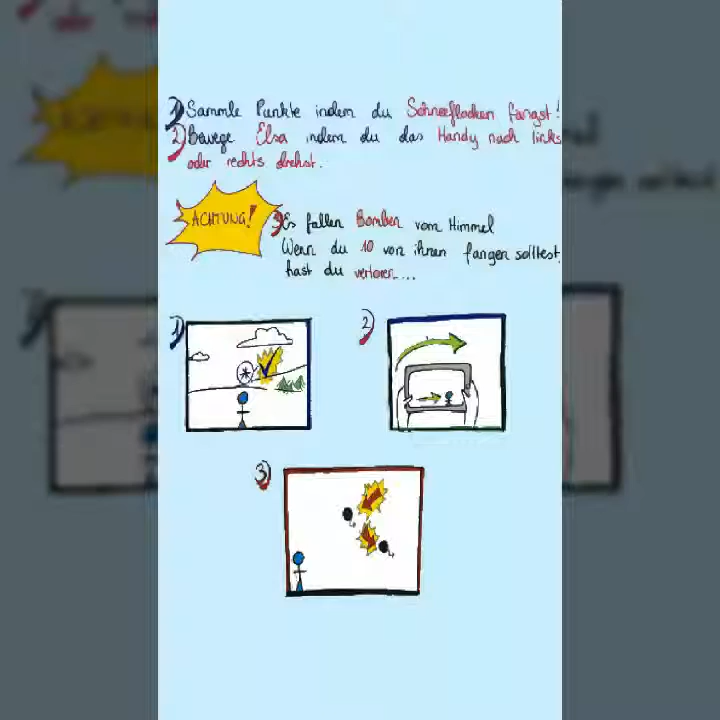 1) Sammle Punkte indem du Schneeflocken fängst!
2) Bewege Elsa indem du das Handy nach links
oder rechts drehst.
ACHTUNG!
3) Es fallen Bomben vom Himmel
Wenn du 10 von ihnen fangen solltest,
hast du verloren...
1)
2)
3)